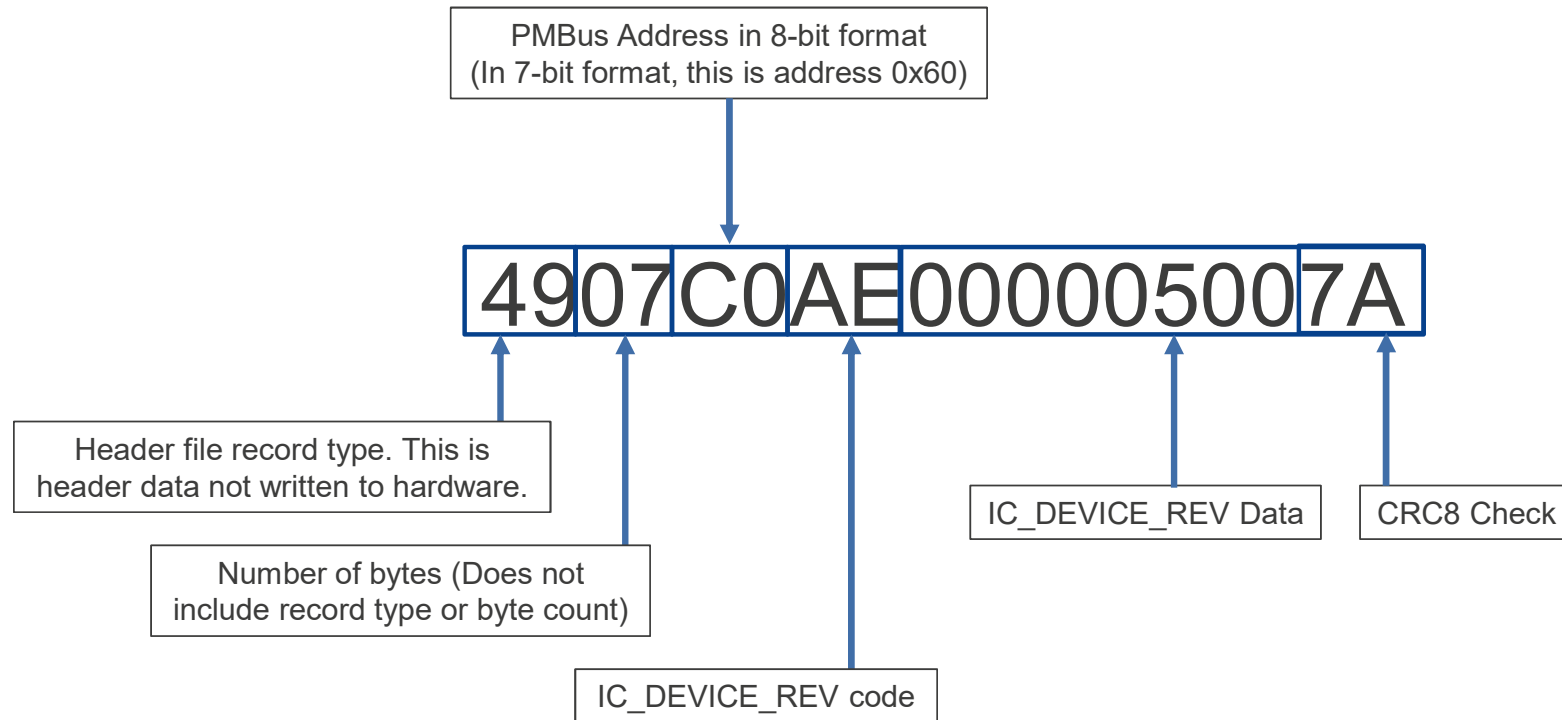 PMBus Address in 8-bit format
(In 7-bit format, this is address 0x60)
4907C0AE000005007A
Header file record type. This is
header data not written to hardware.
IC_DEVICE_REV Data
CRC8 Check
Number of bytes (Does not
include record type or byte count)
IC_DEVICE_REV code